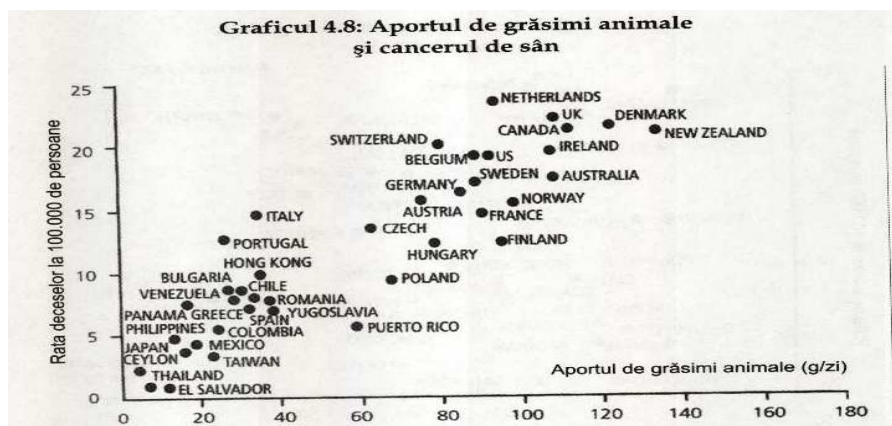 Graficul 4.8: Aportul de grăsimi animale
și cancerul de sân
Rata deceselor la 100.000 de persoane
25
20
15
10
5
0
NETHERLANDS
UK
DENMARK
CANADA
NEW ZEALAND
SWITZERLAND
IRELAND
BELGIUM
US
SWEDEN
AUSTRALIA
GERMANY
NORWAY
AUSTRIA
FRANCE
ITALY
CZECH
FINLAND
PORTUGAL
HUNGARY
HONG KONG
POLAND
BULGARIA
CHILE
VENEZUELA
ROMANIA
PANAMA
GREECE
YUGOSLAVIA
SPAIN
PHILIPPINES
COLOMBIA
PUERTO RICO
JAPAN
MEXICO
CEYLON
TAIWAN
THAILAND
EL SALVADOR
Aportul de grăsimi animale (g/zi)
0 20 40 60 80 100 120 140 160 180